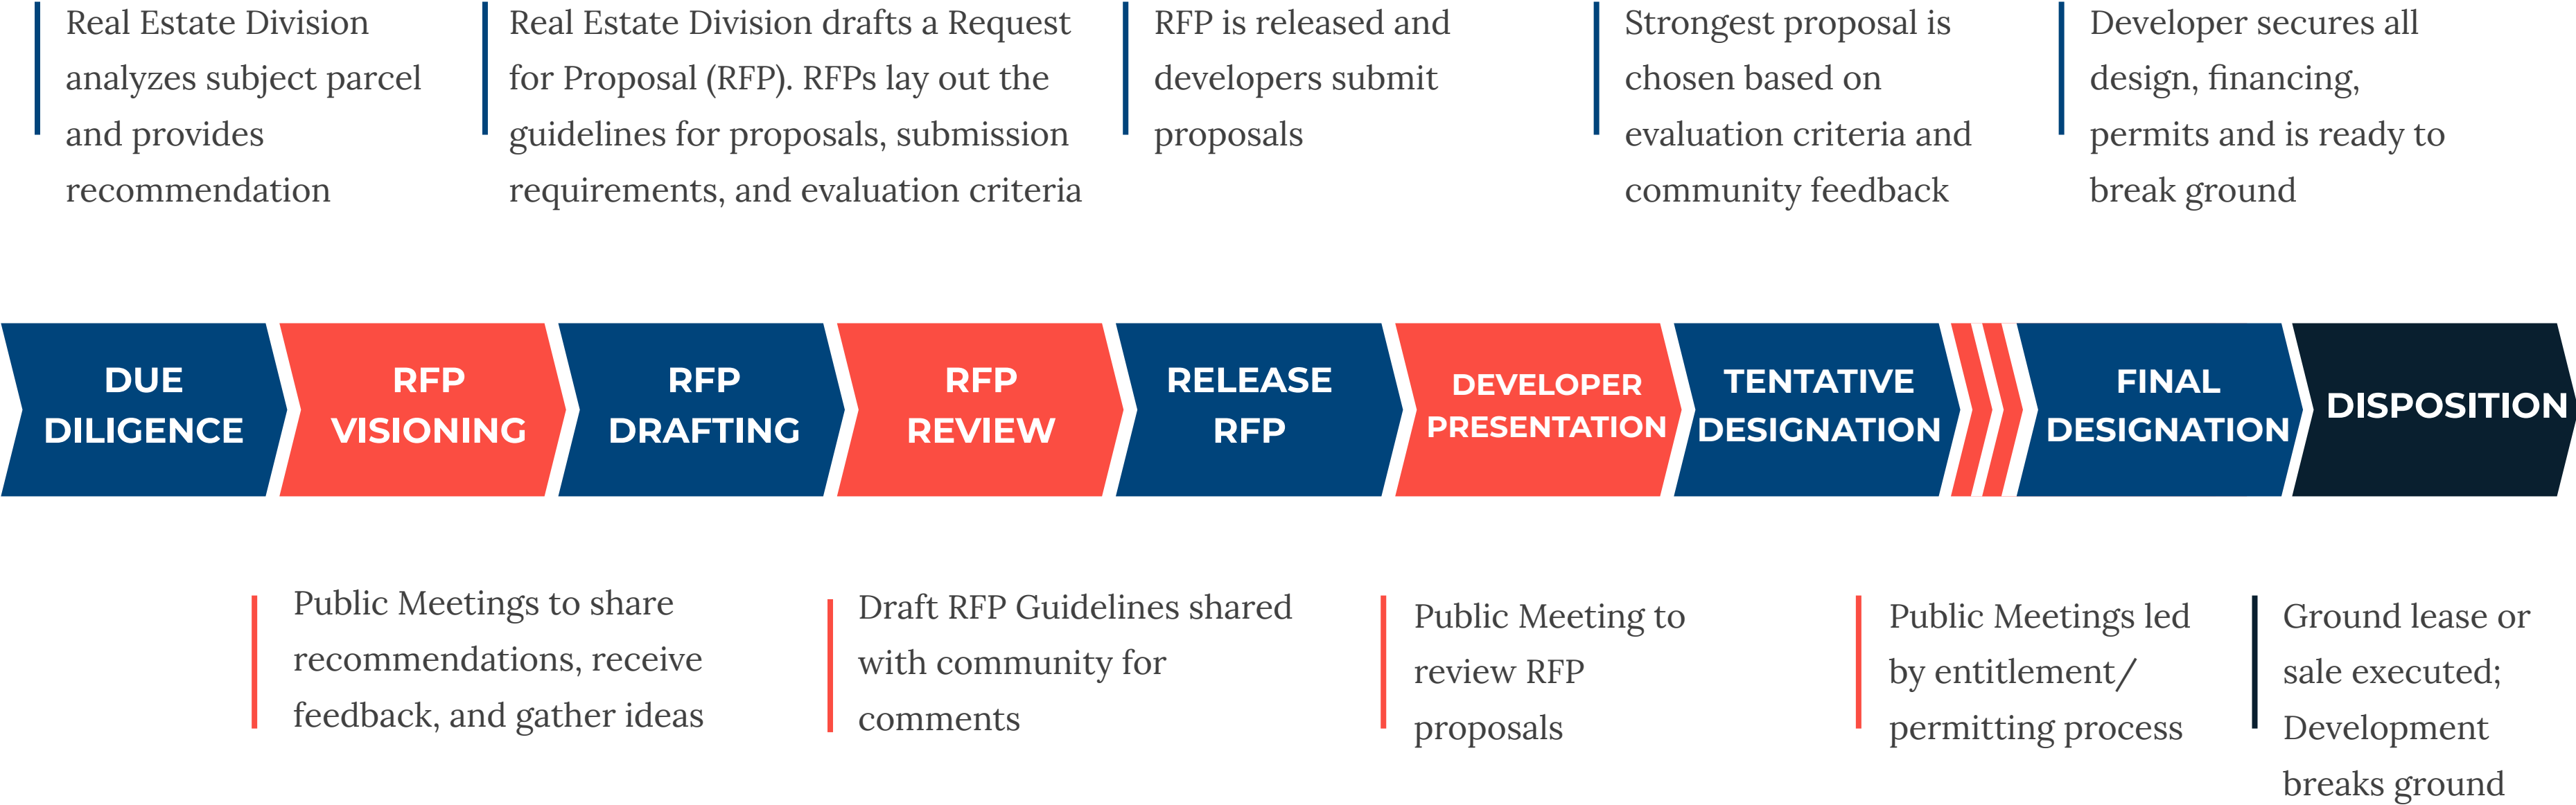 Real Estate Division
analyzes subject parcel
and provides
recommendation
Real Estate Division drafts a Request
for Proposal (RFP). RFPs lay out the
guidelines for proposals, submission
requirements, and evaluation criteria
RFP is released and
developers submit
proposals
Strongest proposal is
chosen based on
evaluation criteria and
community feedback
Developer secures all
design, financing,
permits and is ready to
break ground
DUE
DILIGENCE
RFP
VISIONING
RFP
DRAFTING
RFP
REVIEW
RELEASE
RFP
DEVELOPER
PRESENTATION
TENTATIVE
DESIGNATION
FINAL
DESIGNATION
DISPOSITION
Public Meetings to share
recommendations, receive
feedback, and gather ideas
Draft RFP Guidelines shared
with community for
comments
Public Meeting to
review RFP
proposals
Public Meetings led
by entitlement/
permitting process
Ground lease or
sale executed;
Development
breaks ground